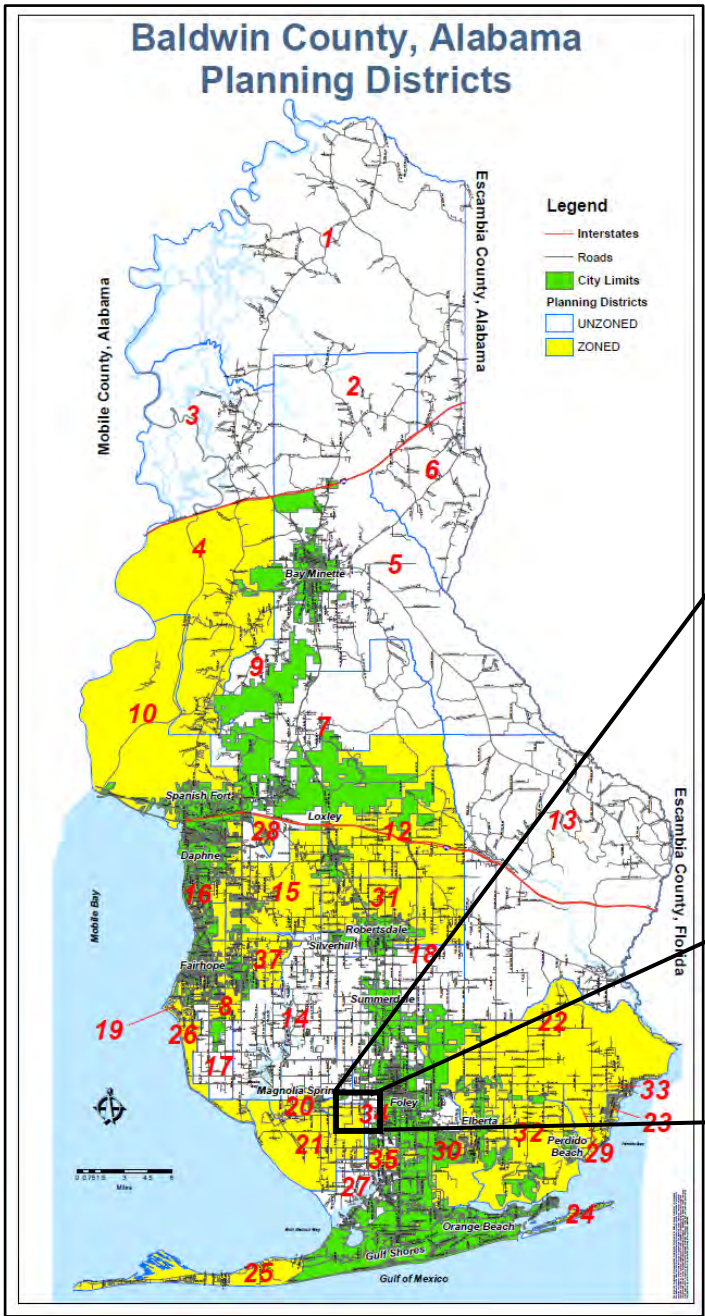 Baldwin County, Alabama
Planning Districts
Escambia County, Alabama
Legend
Interstates
Roads
City Limits
Planning Districts
UNZONED
ZONED
Mobile County, Alabama
1
2
3
6
4
5
Bay Minette
9
10
7
Spanish Fort
Loxley
28
12
13
Escambia County, Florida
Daphne
16
15
31
Mobile Bay
Robertsdale
Silverhill
18
Fairhope
37
8
Summerdale
14
22
19
26
17
Magnolia Spring
33
20
34
Foley
Elberta
23
21
32
Perdido
Beach
29
35
30
27
24
Orange Beach
Gulf Shores
25
Gulf of Mexico
Miles